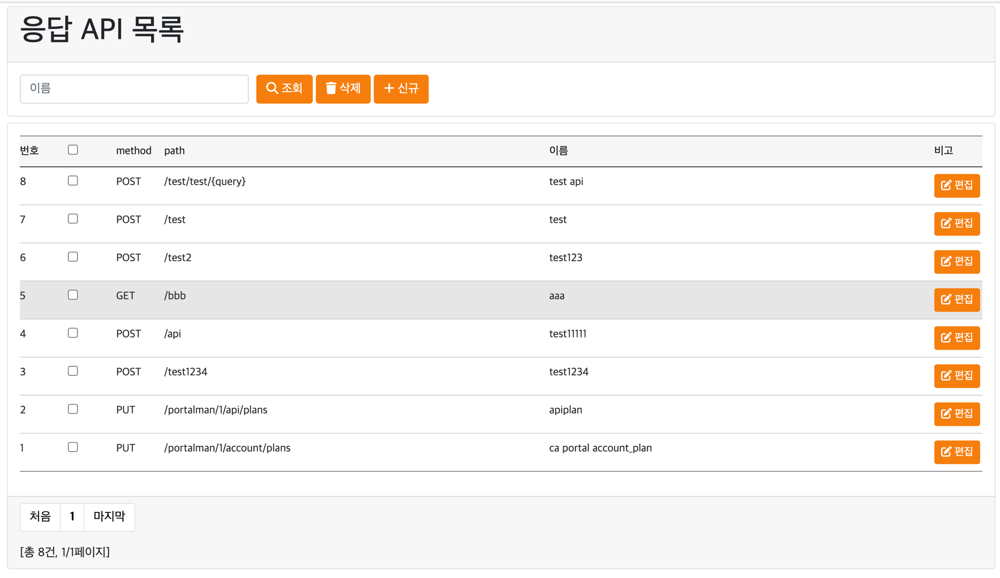 응답 API 목록
이름
조회 삭제 신규
번호 method path 이름 비고
8 POST /test/test/{query} test api 편집
7 POST /test test 편집
6 POST /test2 test123 편집
5 GET /bbb aaa 편집
4 POST /api test11111 편집
3 POST /test1234 test1234 편집
2 PUT /portalman/1/api/plans apiplan 편집
1 PUT /portalman/1/account/plans ca portal account_plan 편집
처음 1 마지막
[총 8건, 1/1페이지]